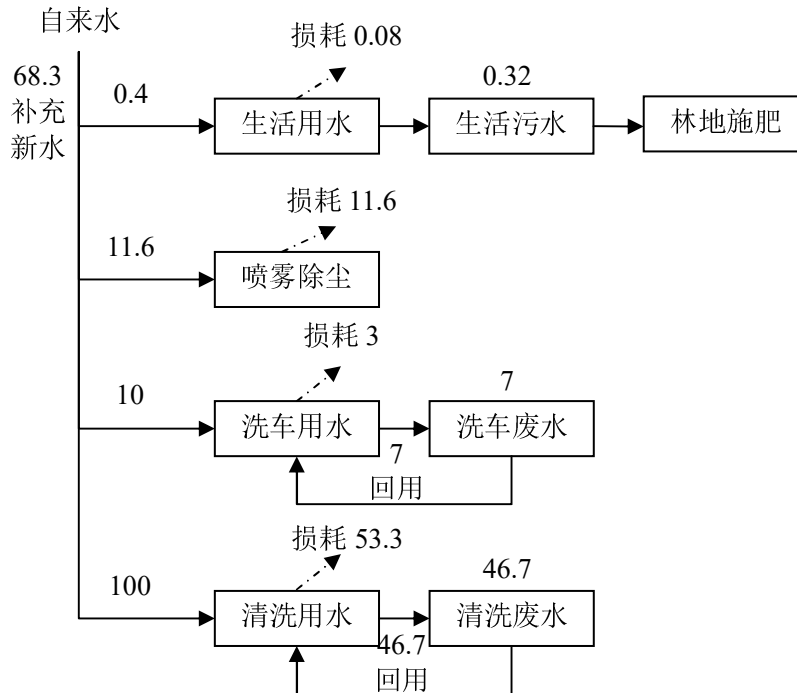 自来水
68.3
补充
新水
0.4
损耗 0.08
生活用水
0.32
生活污水
林地施肥
11.6
损耗 11.6
喷雾除尘
10
损耗 3
洗车用水
7
回用
7
洗车废水
100
损耗 53.3
清洗用水
46.7
回用
46.7
清洗废水